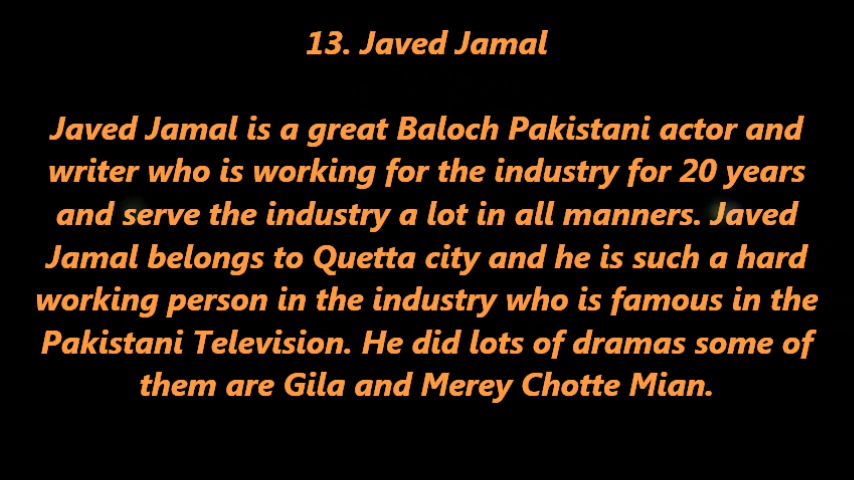 13. Javed Jamal
Javed Jamal is a great Baloch Pakistani actor and
writer who is working for the industry for 20 years
and serve the industry a lot in all manners. Javed
Jamal belongs to Quetta city and he is such a hard
working person in the industry who is famous in the
Pakistani Television. He did lots of dramas some of
them are Gila and Merey Chotte Mian.